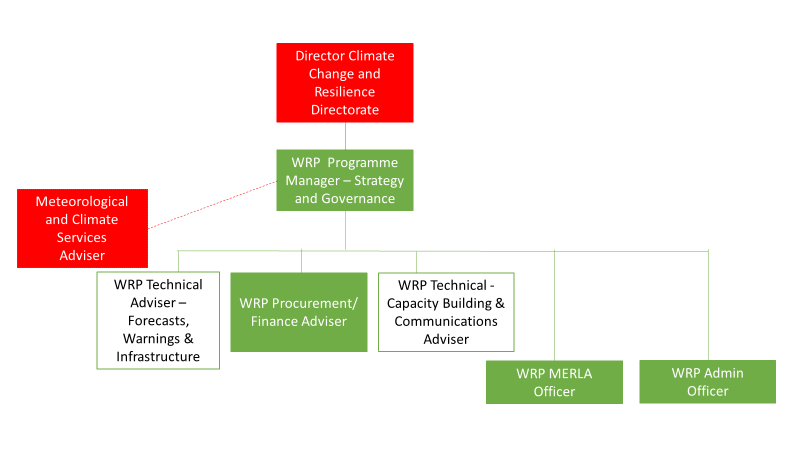 Director Climate
Change and
Resilience
Directorate
WRP Programme
Manager – Strategy
and Governance
Meteorological
and Climate
Services
Adviser
WRP Technical
Adviser –
Forecasts,
Warnings &
Infrastructure
WRP Procurement/
Finance Adviser
WRP Technical -
Capacity Building &
Communications
Adviser
WRP MERLA
Officer
WRP Admin
Officer